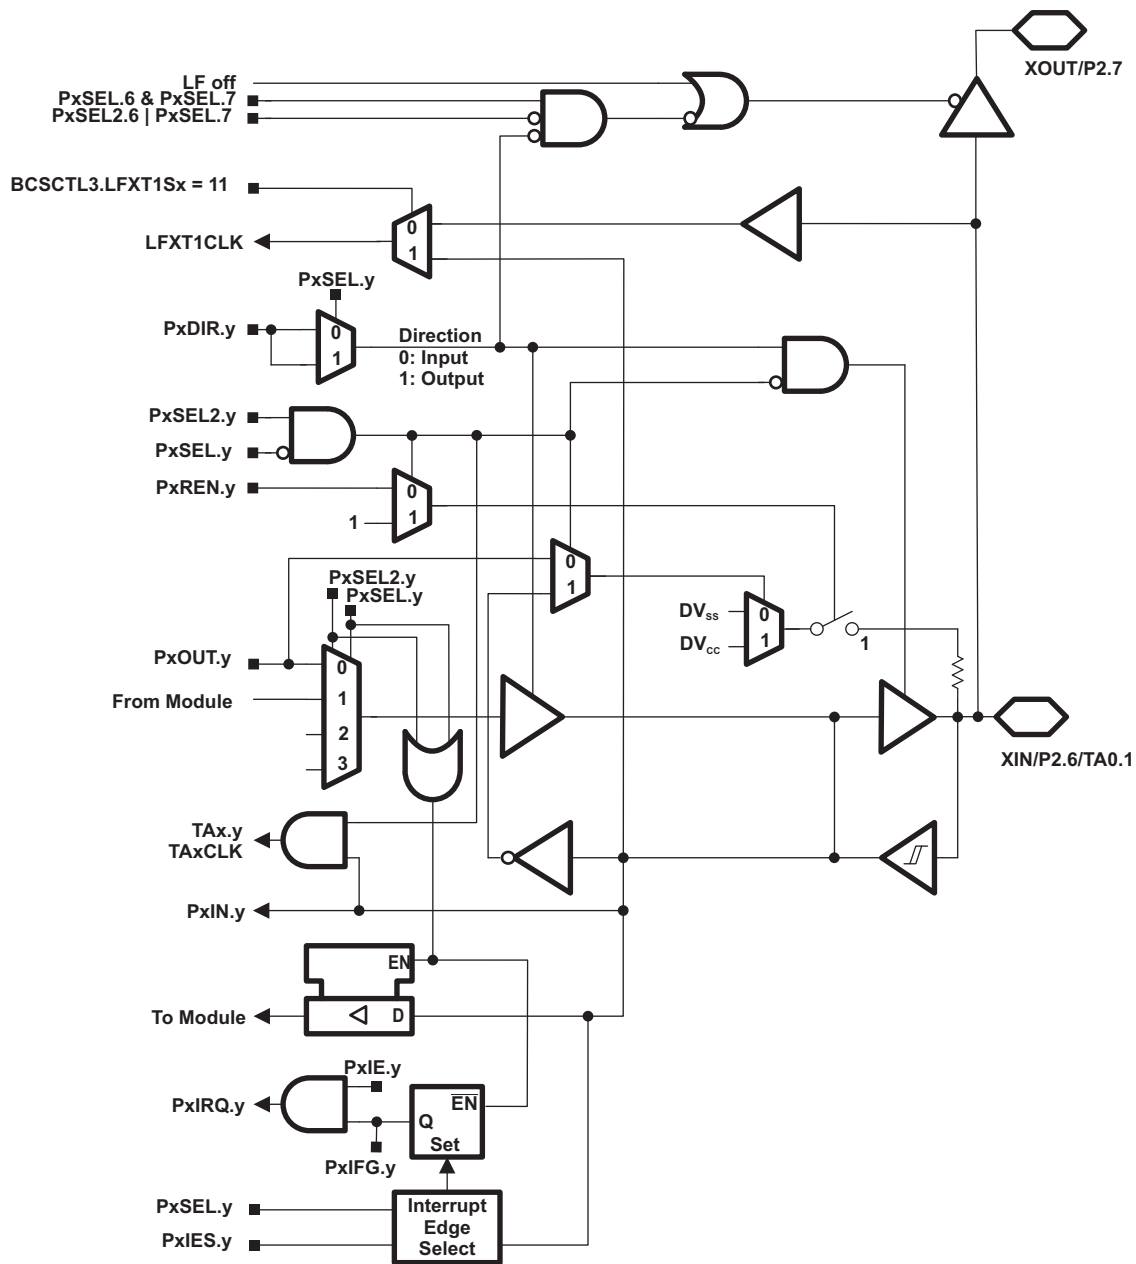 XOUT/P2.7
LF off
PxSEL.6 & PxSEL.7
PxSEL2.6 | PxSEL.7
BCSCTL3.LFXT1Sx = 11
0
LFXT1CLK
1
PxSEL.y
PxDIR.y
0
1
Direction
0: Input
1: Output
PxSEL2.y
PxSEL.y
PxREN.y
0
1
1
0
1
PxSEL2.y
PxSEL.y
DVSS
0
DVCC
1
1
PxOUT.y
0
From Module
1
2
3
XIN/P2.6/TA0.1
TAx.y
TAxCLK
PxIN.y
EN
To Module
D
PxIE.y
PxIRQ.y
EN
Q
Set
PxIFG.y
PxSEL.y
PxIES.y
Interrupt
Edge
Select